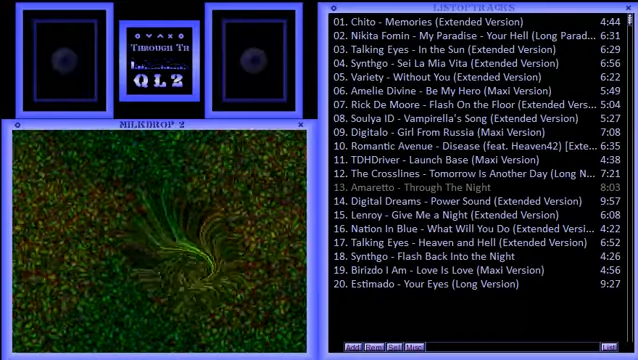 Through Th
QL2
MILKDROP 2
LISTOFTRACKS
01. Chito - Memories (Extended Version) 4:44
02. Nikita Fomin - My Paradise - Your Hell (Long Parad... 6:31
03. Talking Eyes - In the Sun (Extended Version) 6:29
04. Synthgo - Sei La Mia Vita (Extended Version) 6:56
05. Variety - Without You (Extended Version) 6:22
06. Amelie Divine - Be My Hero (Maxi Version) 5:49
07. Rick De Moore - Flash On the Floor (Extended Vers... 5:04
08. Soulya ID - Vampirella's Song (Extended Version) 5:27
09. Digitalo - Girl From Russia (Maxi Version) 7:08
10. Romantic Avenue - Disease (feat. Heaven42) [Exte... 6:35
11. TDHDriver - Launch Base (Maxi Version) 4:38
12. The Crosslines - Tomorrow Is Another Day (Long N... 7:21
13. Amaretto - Through The Night 8:03
14. Digital Dreams - Power Sound (Extended Version) 9:57
15. Lenroy - Give Me a Night (Extended Version) 6:08
16. Nation In Blue - What Will You Do (Extended Versi... 4:22
17. Talking Eyes - Heaven and Hell (Extended Version) 6:52
18. Synthgo - Flash Back Into the Night 4:26
19. Birizdo I Am - Love Is Love (Maxi Version) 4:56
20. Estimado - Your Eyes (Long Version) 9:27
Add Rem Sel Misc List